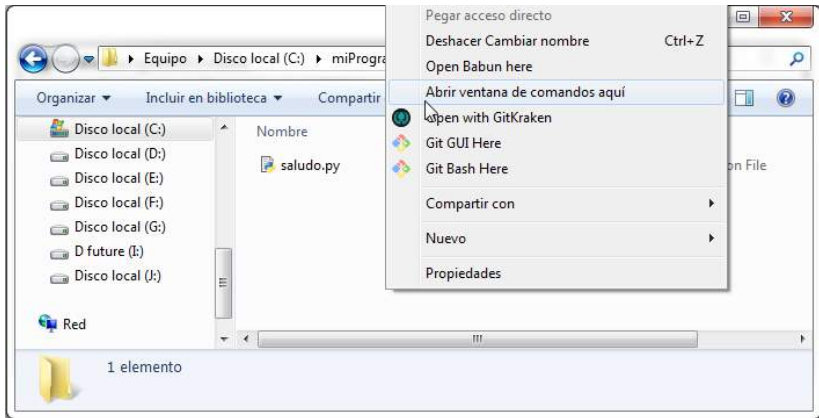 Pegar acceso directo
Deshacer Cambiar nombre Ctrl+Z
Open Babun here
Abrir ventana de comandos aquí
Open with GitKraken
Git GUI Here
Git Bash Here
Compartir con
Nuevo
Propiedades
Equipo Disco local (C:) miProgra
Organizar Incluir en biblioteca Compartir
Disco local (C:)
Disco local (D:)
Disco local (E:)
Disco local (F:)
Disco local (G:)
D future (I:)
Disco local (J:)
Red
Nombre
saludo.py on File
1 elemento